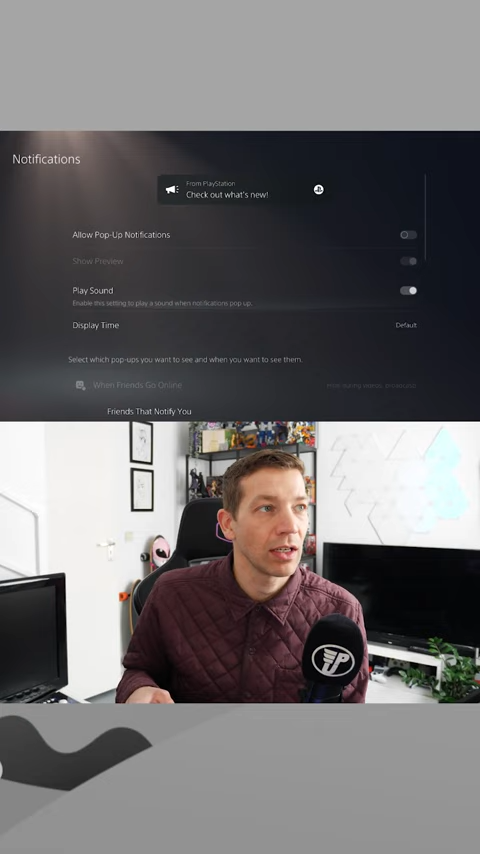 Notifications
From PlayStation
Check out what's new!
Allow Pop-Up Notifications
Show Preview
Play Sound
Enable this setting to play a sound when notifications pop up.
Display Time
Default
Select which pop-ups you want to see and when you want to see them.
When Friends Go Online
Friends That Notify You